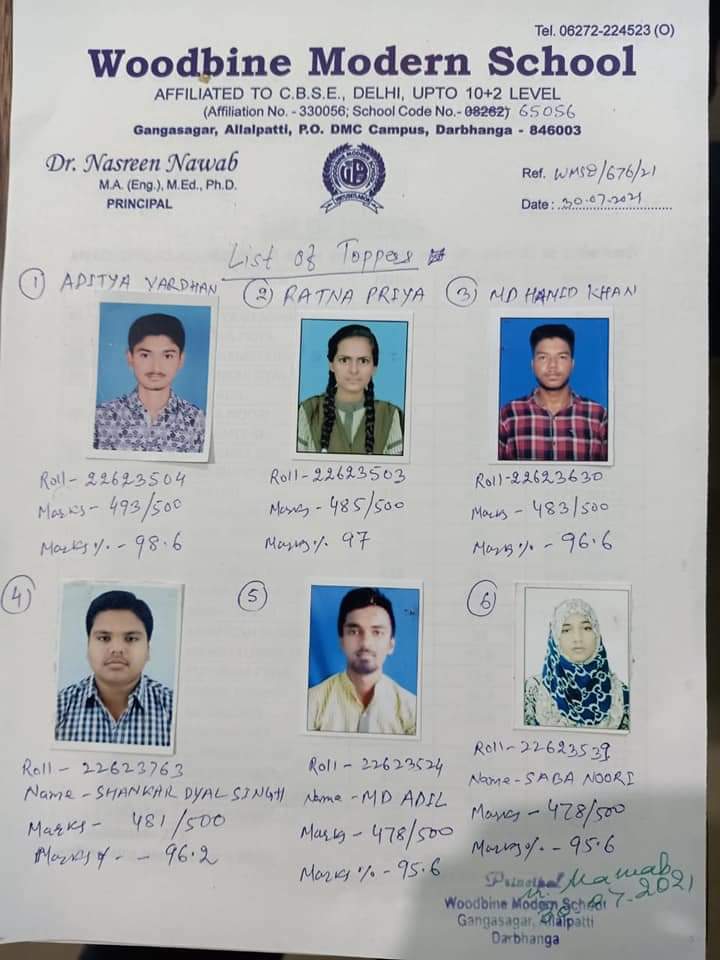 Tel. 06272-224523 (O)
Woodbine Modern School
AFFILIATED TO C.B.S.E., DELHI, UPTO 10+2 LEVEL
(Affiliation No. - 330056; School Code No.- 08262) 65056
Gangasagar, Allalpatti, P.O. DMC Campus, Darbhanga - 846003
Dr. Nasreen Nawab
M.A. (Eng.), M.Ed., Ph.D.
PRINCIPAL
WOODBINE MODERN SCHOOL
Ref. WMSD/676/21
Date : 30-07-2021
List of Toppers
1 ADITYA VARDHAN
Roll - 22623504
Marks - 493/500
Marks% - 98.6
2 RATNA PRIYA
Roll - 22623503
Marks - 485/500
Marks% 97
3 MD HAMID KHAN
Roll - 22623630
Marks - 483/500
Marks% - 96.6
4
Roll - 22623763
Name - SHANKAR DYAL SINGH
Marks - 481/500
Marks % - - 96.2
5
Roll - 22623524
Name - MD ADIL
Marks - 478/500
Marks% - 95.6
6
Roll - 22623539
Name - SABA NOORI
Marks - 478/500
Marks% - 95.6
Principal
Woodbine Modern School
Gangasagar, Allalpatti
Darbhanga